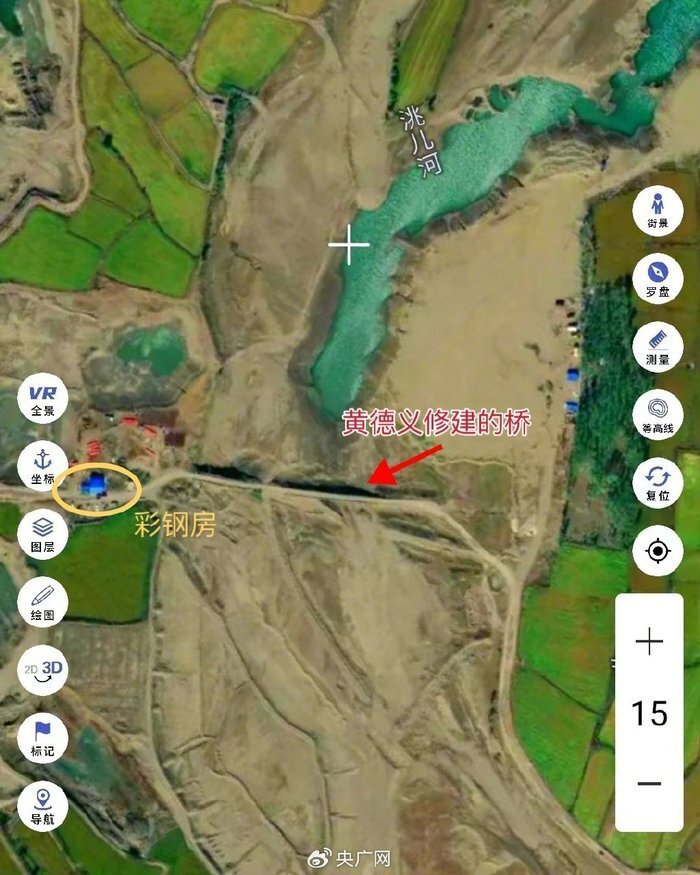 洮儿河
街景
罗盘
测量
等高线
复位
VR
全景
坐标
图层
绘图
2D 3D
标记
导航
黄德义修建的桥
彩钢房
+
15
−
央广网